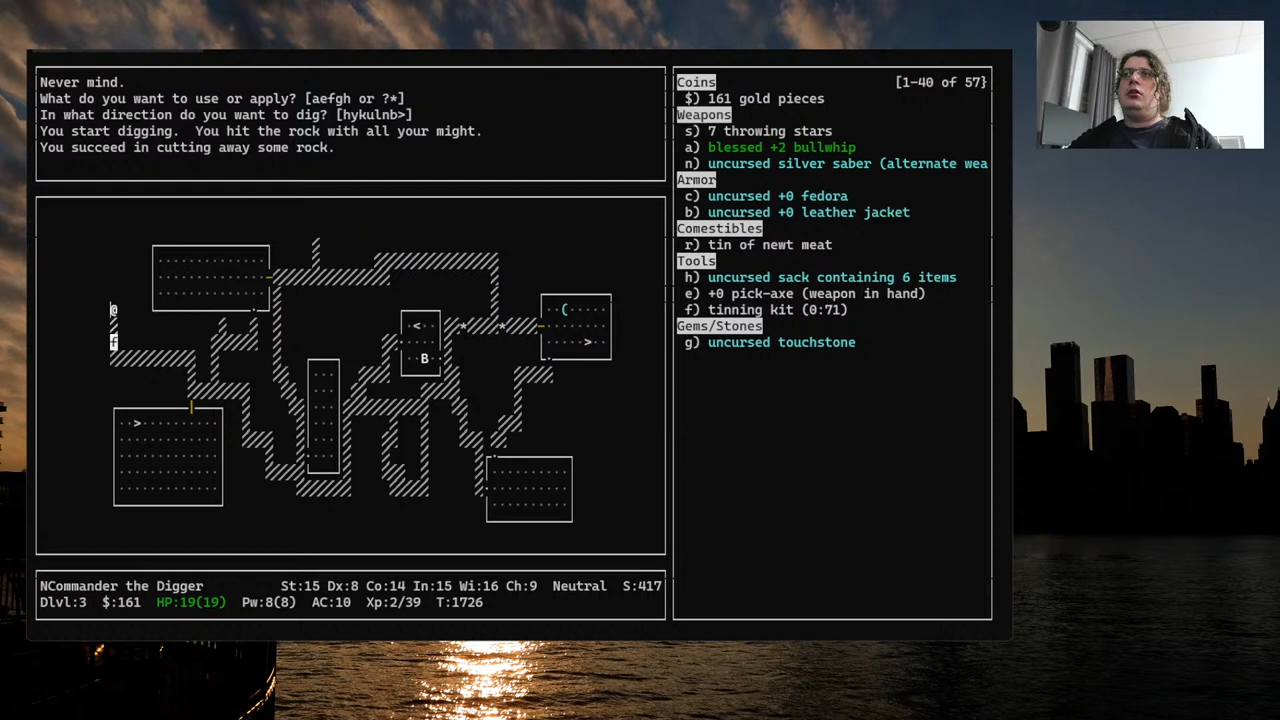 Never mind.
What do you want to use or apply? [aefgh or ?*]
In what direction do you want to dig? [hykulnb>]
You start digging.  You hit the rock with all your might.
You succeed in cutting away some rock.
Coins [1-40 of 57}
$) 161 gold pieces
Weapons
s) 7 throwing stars
a) blessed +2 bullwhip
n) uncursed silver saber (alternate wea
Armor
c) uncursed +0 fedora
b) uncursed +0 leather jacket
Comestibles
r) tin of newt meat
Tools
h) uncursed sack containing 6 items
e) +0 pick-axe (weapon in hand)
f) tinning kit (0:71)
Gems/Stones
g) uncursed touchstone
NCommander the Digger St:15 Dx:8 Co:14 In:15 Wi:16 Ch:9 Neutral S:417
Dlvl:3 $:161 HP:19(19) Pw:8(8) AC:10 Xp:2/39 T:1726